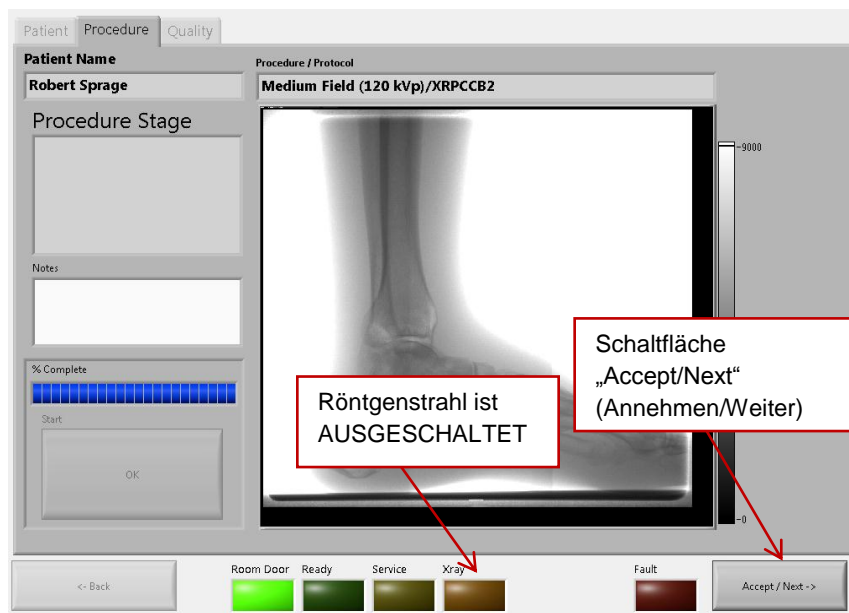 Patient Procedure Quality
Patient Name
Robert Sprage
Procedure / Protocol
Medium Field (120 kVp)/XRPCCB2
Procedure Stage
9000
Notes
Schaltfläche
„Accept/Next“
(Annehmen/Weiter)
% Complete
Röntgenstrahl ist
AUSGESCHALTET
Start
OK
0
<- Back
Room Door Ready Service Xray Fault
Accept / Next ->